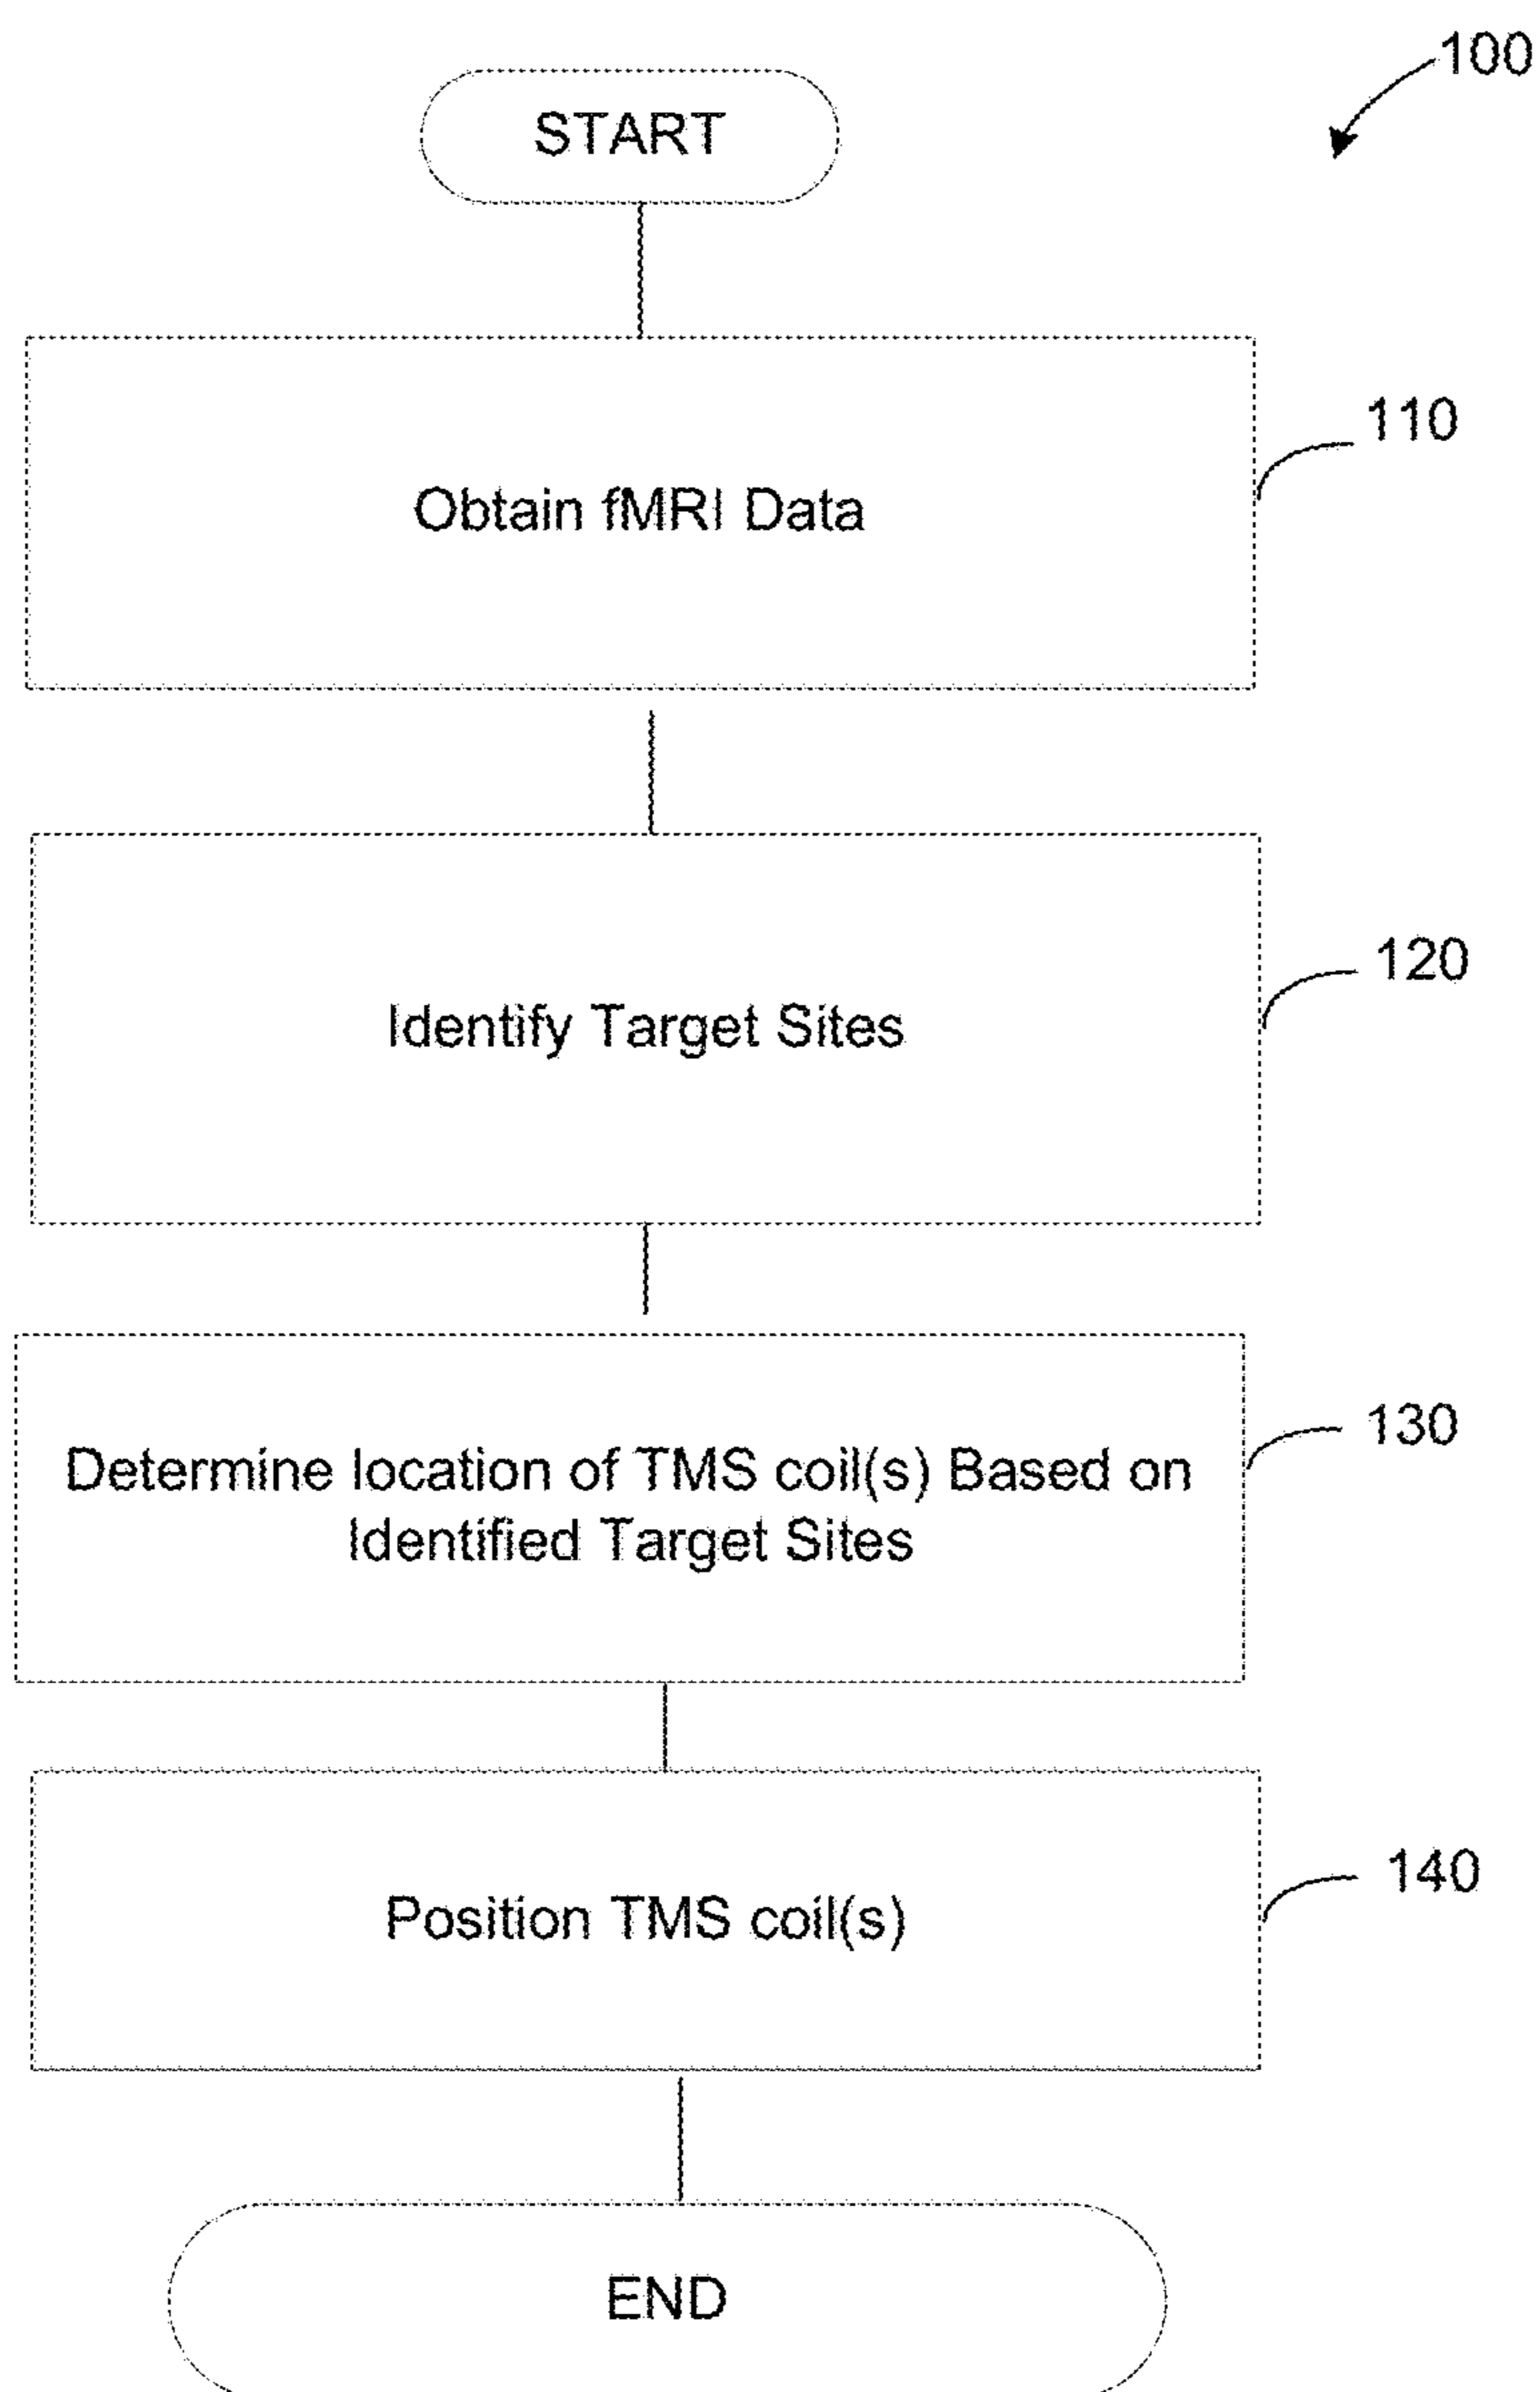 100
START
110
Obtain fMRI Data
120
Identify Target Sites
130
Determine location of TMS coil(s) Based on
Identified Target Sites
140
Position TMS coil(s)
END